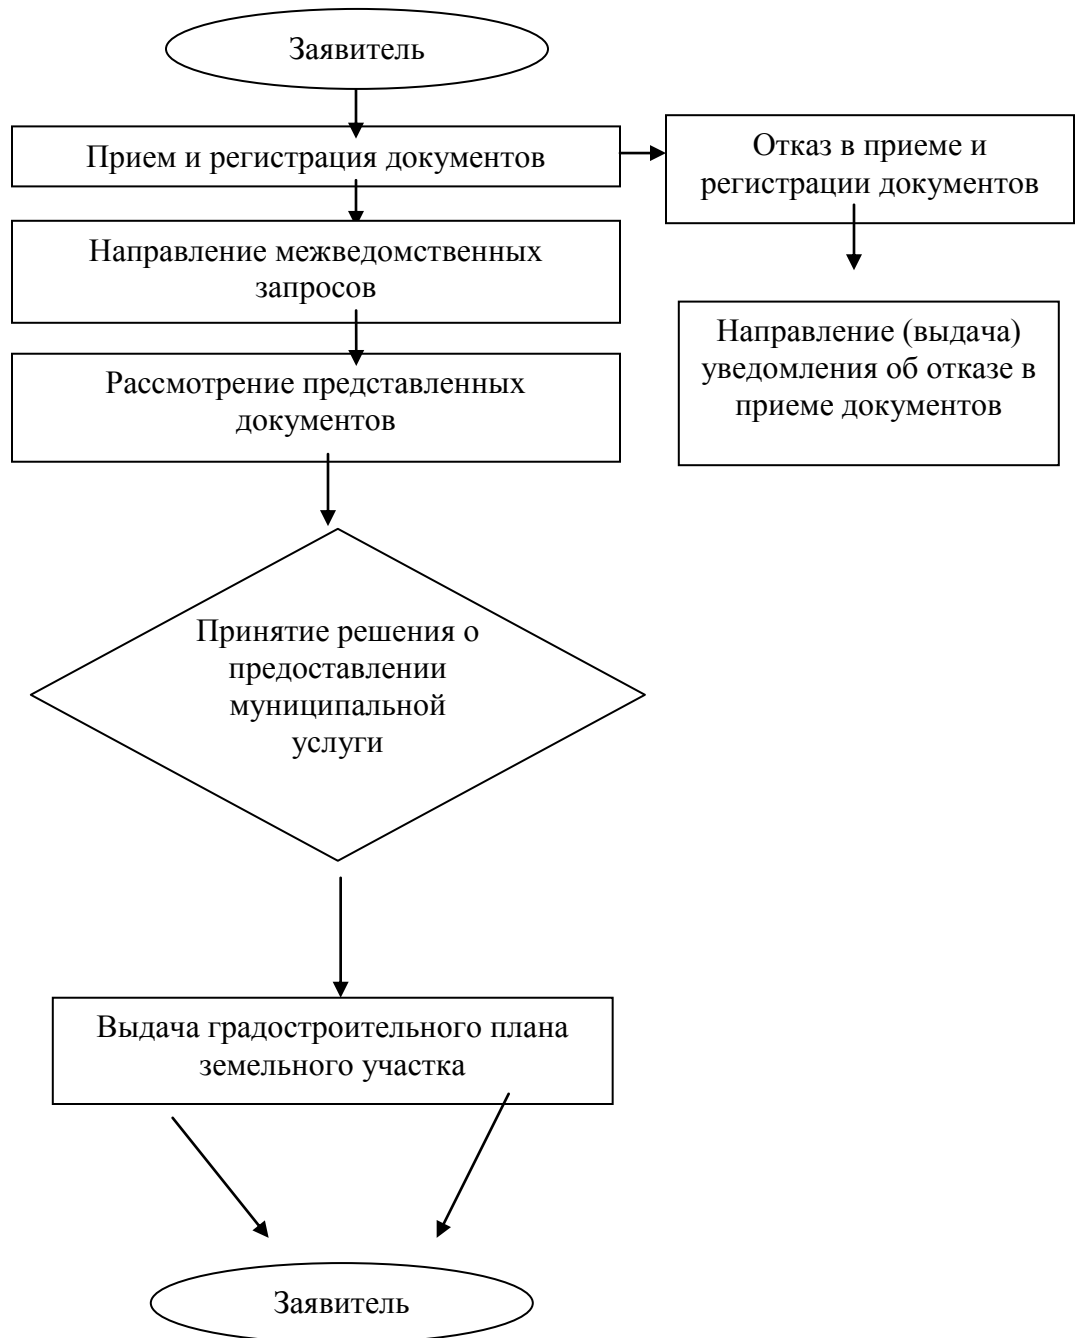 Заявитель
Прием и регистрация документов
Отказ в приеме и
регистрации документов
Направление межведомственных
запросов
Направление (выдача)
уведомления об отказе в
приеме документов
Рассмотрение представленных
документов
Принятие решения о
предоставлении
муниципальной
услуги
Выдача градостроительного плана
земельного участка
Заявитель